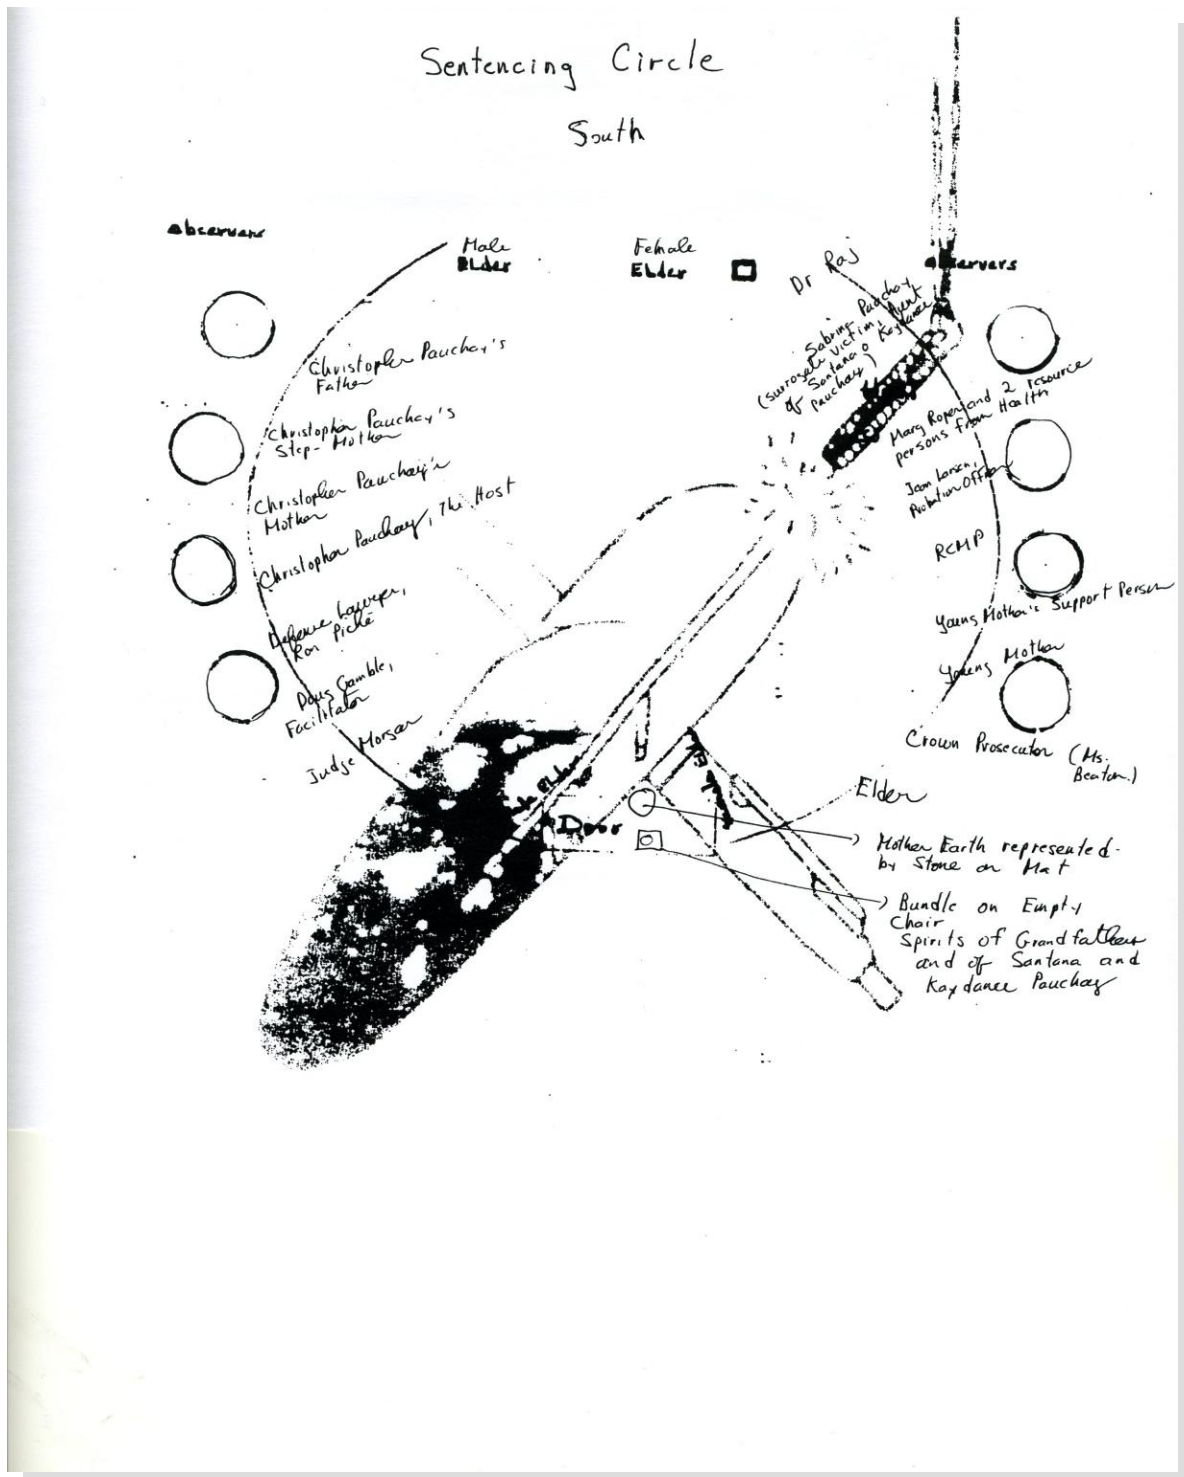 Sentencing Circle
South
Observers
Male
Elder
Female
Elder
Dr Raj
Observers
Sabrina Pauchay,
(surrogate victim, Aunt
of Santana & Kaydance
Pauchay)
Christopher Pauchay's
Father
Christopher Pauchay's
Step-Mother
Christopher Pauchay's
Mother
Christopher Pauchay, The Host
Defence Lawyer,
Ron Piché
Doug Gamble,
Facilitator
Judge Morgan
Marg Roper and 2 resource
persons from Health
Jean Larsen,
Probation Officer
RCMP
Young Mother's Support Person
Young Mother
Crown Prosecutor (Ms.
Beaton.)
Elder
Elder
Door
Mother Earth represented
by Stone on Mat
Bundle on Empty
Chair
Spirits of Grandfathers
and of Santana and
Kaydance Pauchay